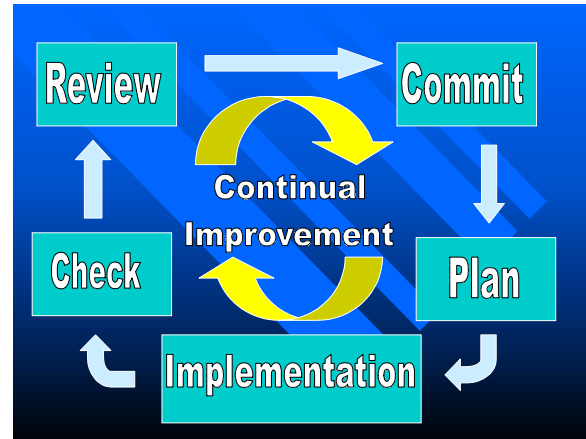 Review
Commit
Continual
Improvement
Check
Plan
Implementation